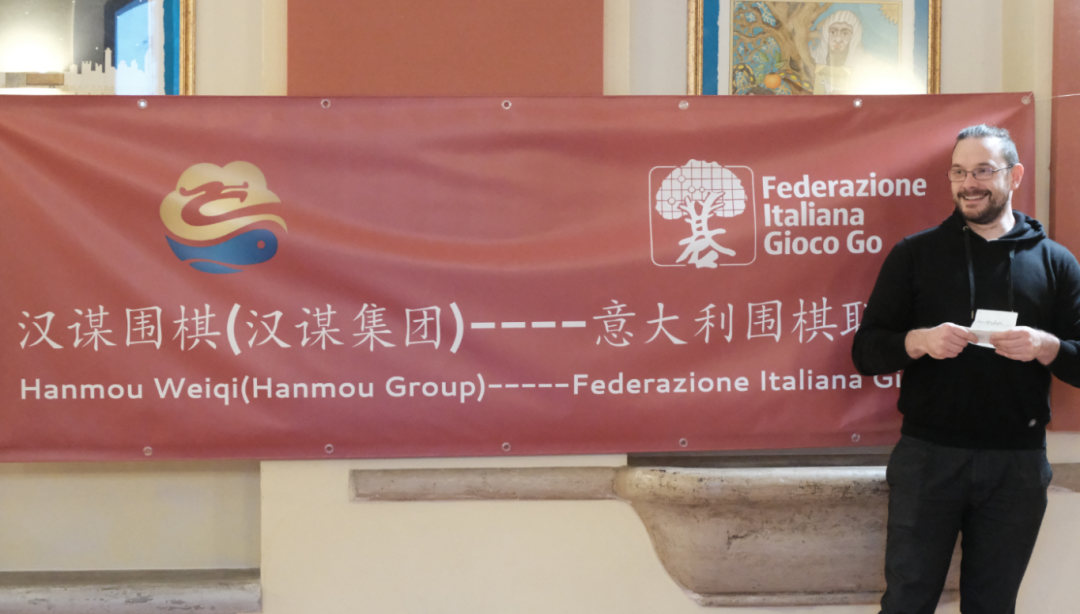 Federazione
Italiana
Gioco Go
汉谋围棋(汉谋集团)----意大利围棋
Hanmou Weiqi(Hanmou Group)-----Federazione Italiana